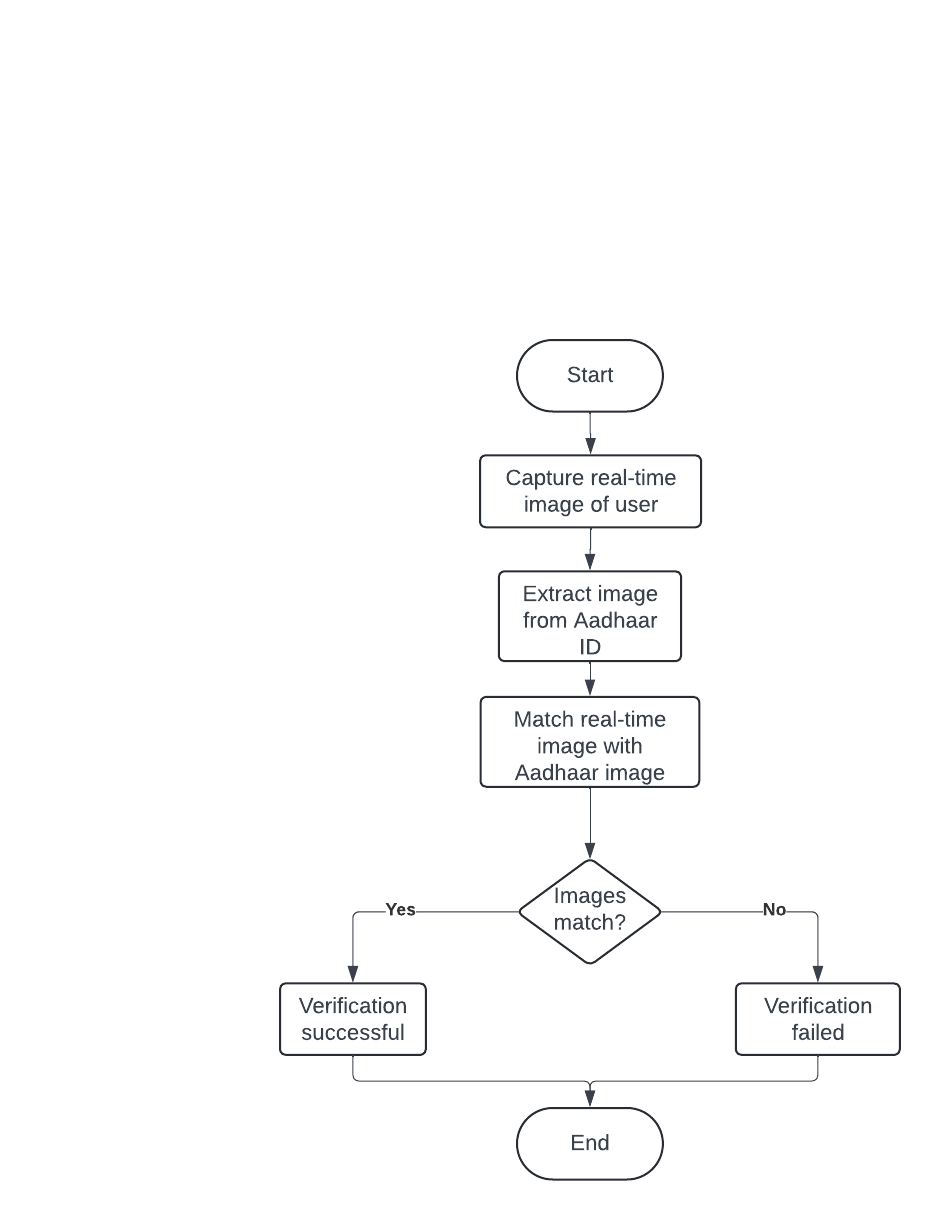 Start
Capture real-time
image of user
Extract image
from Aadhaar
ID
Match real-time
image with
Aadhaar image
Images
match?
Yes
No
Verification
successful
Verification
failed
End